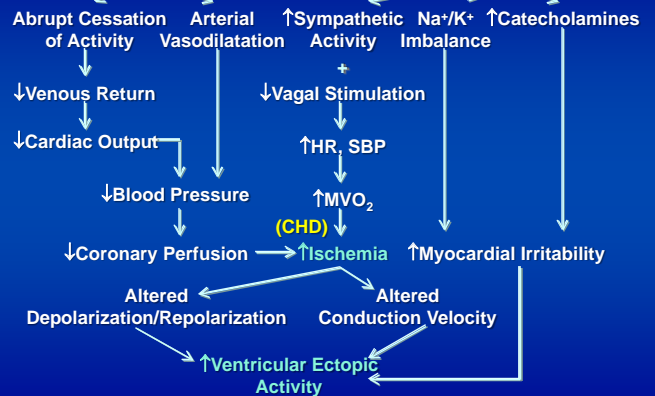 Abrupt Cessation
of Activity
Arterial
Vasodilatation
↑Sympathetic
Activity
Na⁺/K⁺
Imbalance
↑Catecholamines
+
↓Venous Return
↓Vagal Stimulation
↓Cardiac Output
↑HR, SBP
↓Blood Pressure
↑MVO₂
(CHD)
↓Coronary Perfusion
↑Ischemia
↑Myocardial Irritability
Altered
Depolarization/Repolarization
Altered
Conduction Velocity
↑Ventricular Ectopic
Activity